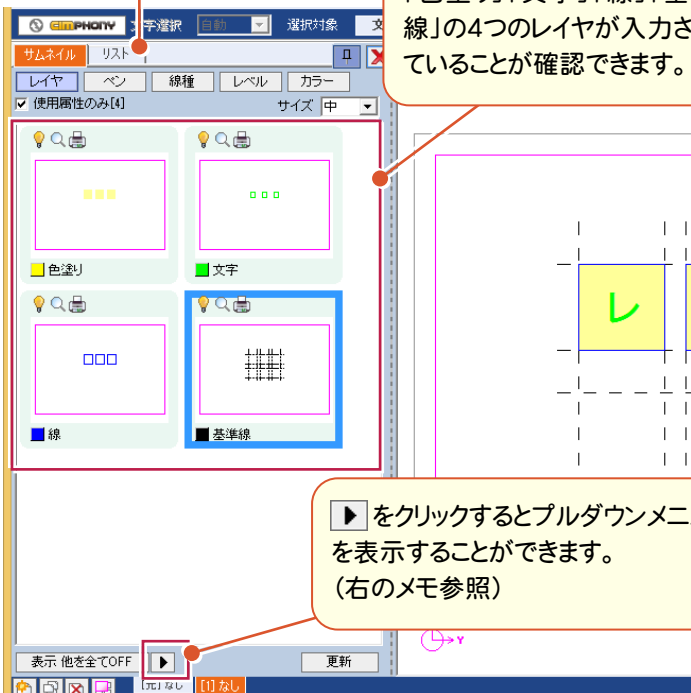 GIMPHONY 文字選択 自動 選択対象 文
サムネイル リスト
レイヤ ペン 線種 レベル カラー
使用属性のみ[4] サイズ 中
色塗り 文字
線 基準線
線」の4つのレイヤが入力さ
ていることが確認できます。
レ
▶ をクリックするとプルダウンメニ
を表示することができます。
(右のメモ参照)
Y
表示 他を全てOFF ▶ 更新
[元] なし [1] なし